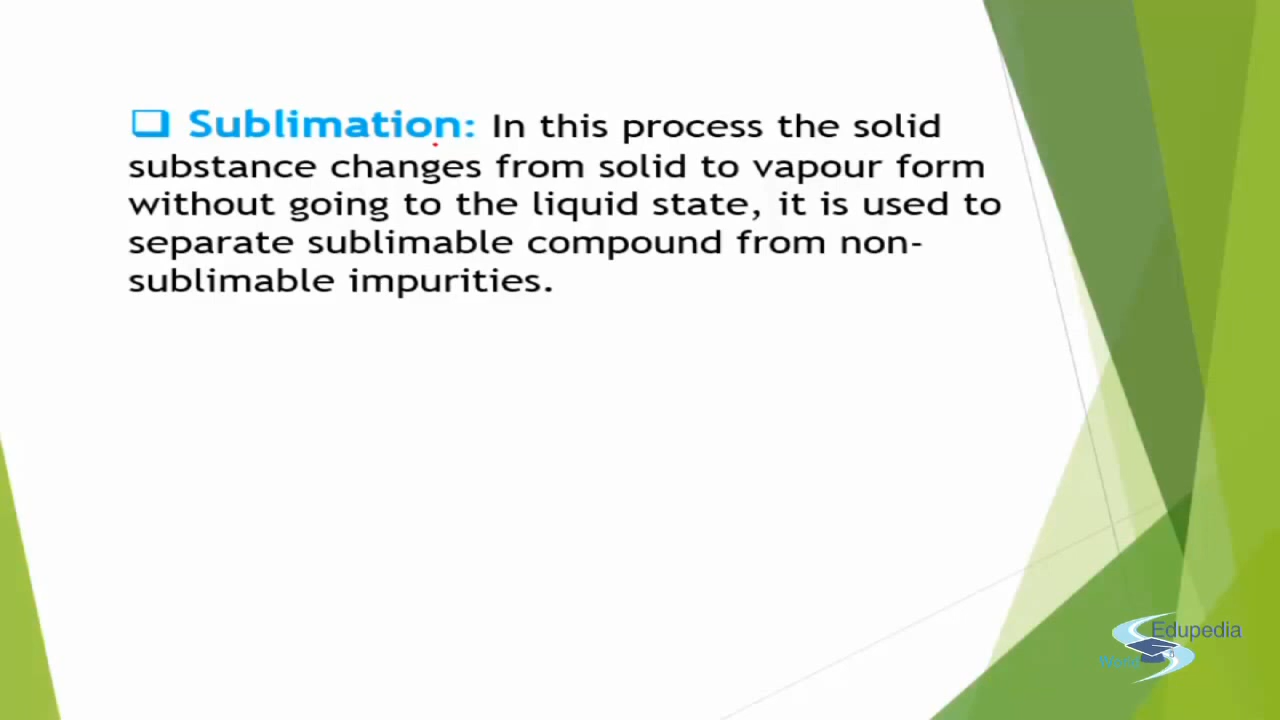 Sublimation: In this process the solid
substance changes from solid to vapour form
without going to the liquid state, it is used to
separate sublimable compound from non-
sublimable impurities.
Edupedia
World